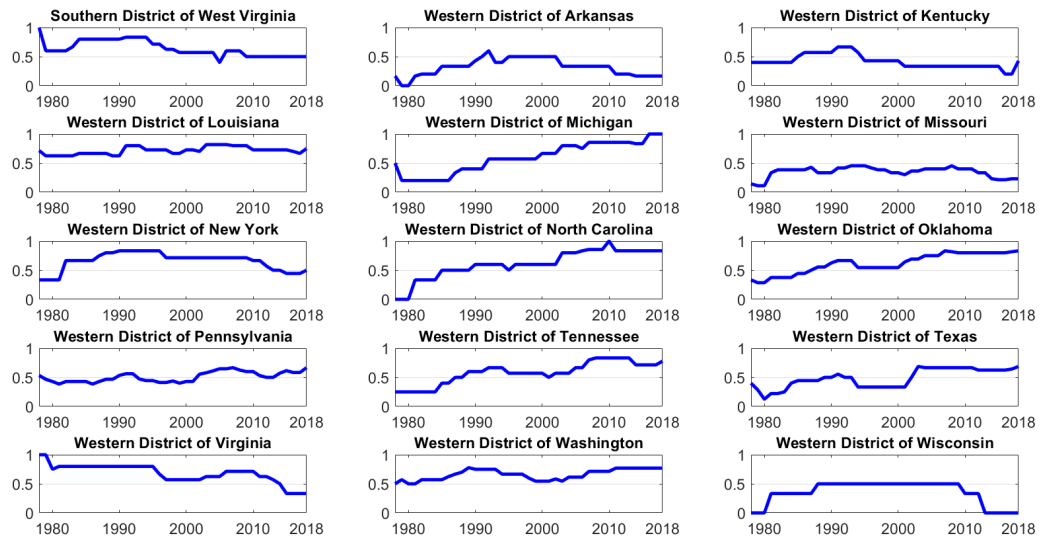 Southern District of West Virginia
1
0.5
0
1980 1990 2000 2010 2018
Western District of Arkansas
1
0.5
0
1980 1990 2000 2010 2018
Western District of Kentucky
1
0.5
0
1980 1990 2000 2010 2018
Western District of Louisiana
1
0.5
0
1980 1990 2000 2010 2018
Western District of Michigan
1
0.5
0
1980 1990 2000 2010 2018
Western District of Missouri
1
0.5
0
1980 1990 2000 2010 2018
Western District of New York
1
0.5
0
1980 1990 2000 2010 2018
Western District of North Carolina
1
0.5
0
1980 1990 2000 2010 2018
Western District of Oklahoma
1
0.5
0
1980 1990 2000 2010 2018
Western District of Pennsylvania
1
0.5
0
1980 1990 2000 2010 2018
Western District of Tennessee
1
0.5
0
1980 1990 2000 2010 2018
Western District of Texas
1
0.5
0
1980 1990 2000 2010 2018
Western District of Virginia
1
0.5
0
1980 1990 2000 2010 2018
Western District of Washington
1
0.5
0
1980 1990 2000 2010 2018
Western District of Wisconsin
1
0.5
0
1980 1990 2000 2010 2018